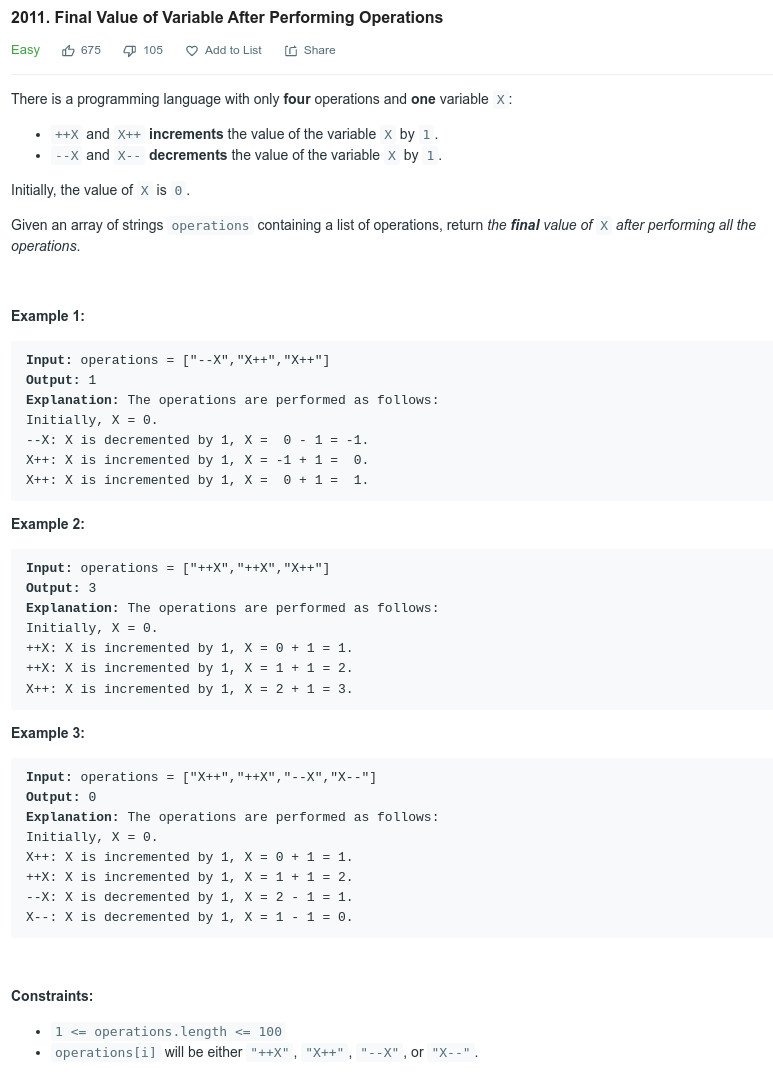 2011. Final Value of Variable After Performing Operations
Easy 675 105 Add to List Share
There is a programming language with only four operations and one variable X :
• ++X and X++ increments the value of the variable X by 1 .
• --X and X-- decrements the value of the variable X by 1 .
Initially, the value of X is 0 .
Given an array of strings operations containing a list of operations, return the final value of X after performing all the
operations.
Example 1:
Input: operations = ["--X","X++","X++"]
Output: 1
Explanation: The operations are performed as follows:
Initially, X = 0.
--X: X is decremented by 1, X =  0 - 1 = -1.
X++: X is incremented by 1, X = -1 + 1 =  0.
X++: X is incremented by 1, X =  0 + 1 =  1.
Example 2:
Input: operations = ["++X","++X","X++"]
Output: 3
Explanation: The operations are performed as follows:
Initially, X = 0.
++X: X is incremented by 1, X = 0 + 1 = 1.
++X: X is incremented by 1, X = 1 + 1 = 2.
X++: X is incremented by 1, X = 2 + 1 = 3.
Example 3:
Input: operations = ["X++","++X","--X","X--"]
Output: 0
Explanation: The operations are performed as follows:
Initially, X = 0.
X++: X is incremented by 1, X = 0 + 1 = 1.
++X: X is incremented by 1, X = 1 + 1 = 2.
--X: X is decremented by 1, X = 2 - 1 = 1.
X--: X is decremented by 1, X = 1 - 1 = 0.
Constraints:
• 1 <= operations.length <= 100
• operations[i] will be either "++X" , "X++" , "--X" , or "X--" .